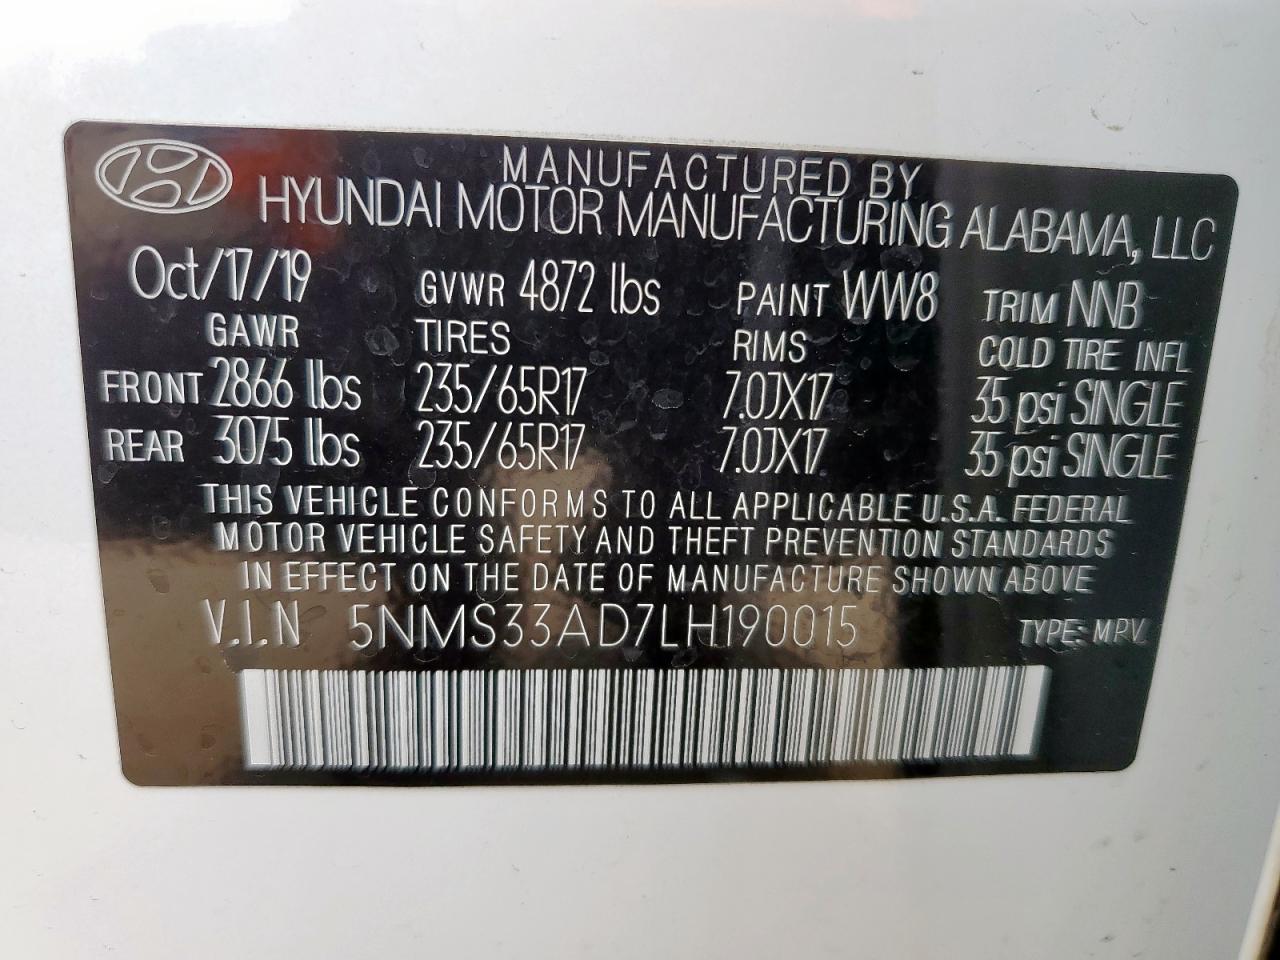 MANUFACTURED BY
HYUNDAI MOTOR MANUFACTURING ALABAMA, LLC
Oct/17/19 GVWR 4872 lbs PAINT WW8 TRIM NNB
GAWR TIRES RIMS COLD TIRE INFL
FRONT 2866 lbs 235/65R17 7.0JX17 35 psi SINGLE
REAR 3075 lbs 235/65R17 7.0JX17 35 psi SINGLE
THIS VEHICLE CONFORMS TO ALL APPLICABLE U.S.A. FEDERAL
MOTOR VEHICLE SAFETY AND THEFT PREVENTION STANDARDS
IN EFFECT ON THE DATE OF MANUFACTURE SHOWN ABOVE
V.I.N 5NMS33AD7LH190015 TYPE: MPV